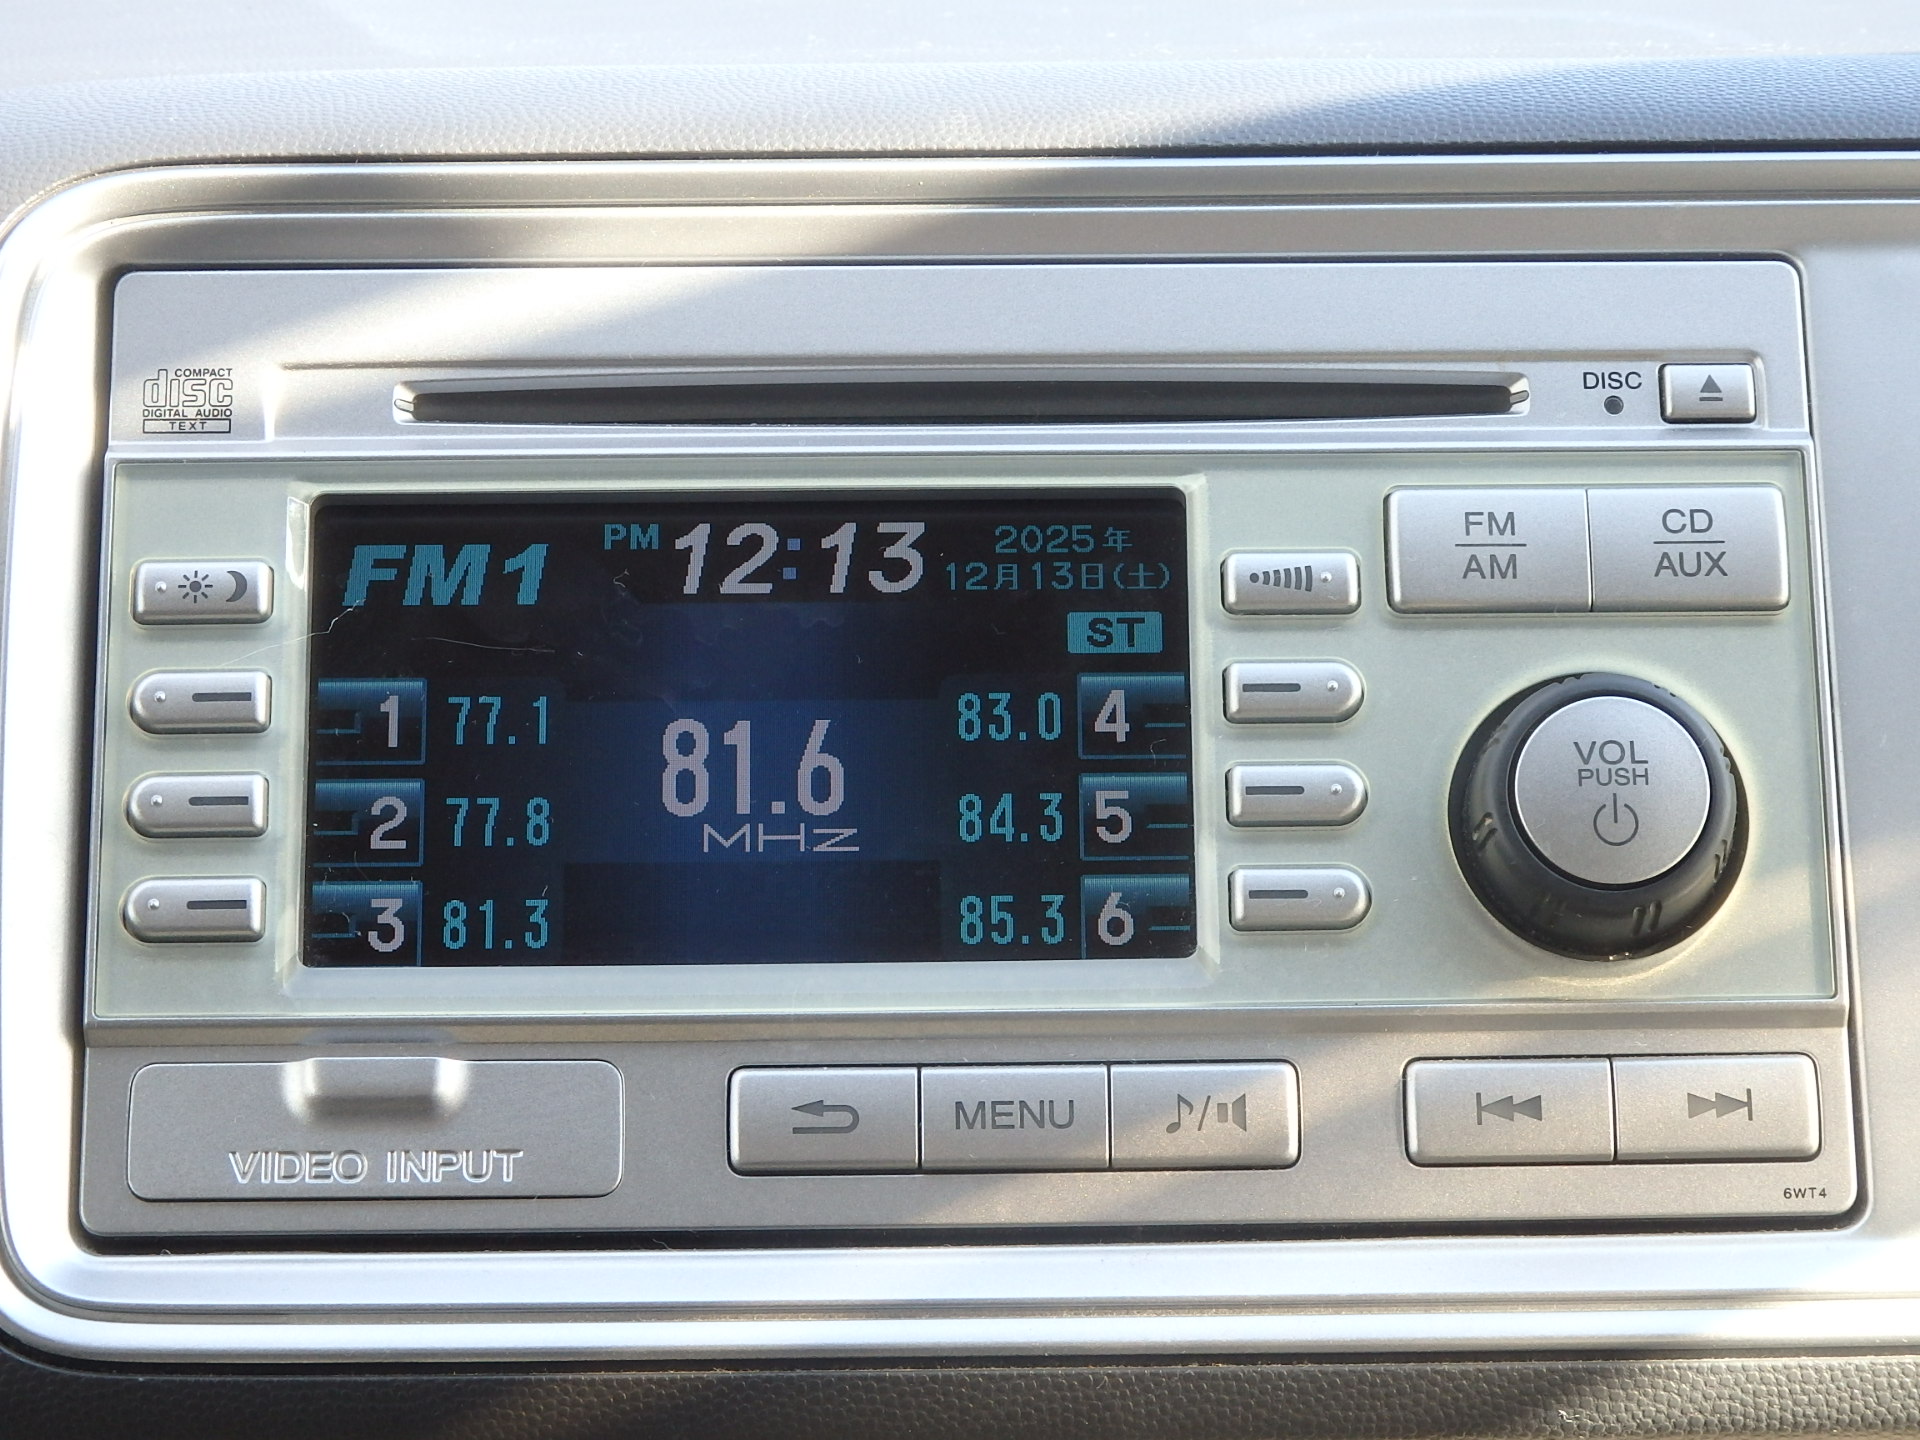 COMPACT
disc
DIGITAL AUDIO
TEXT
DISC
FM1
PM 12:13
2025年
12月13日(土)
ST
1 77.1
2 77.8
3 81.3
81.6
MHz
83.0 4
84.3 5
85.3 6
FM
AM
CD
AUX
VOL
PUSH
VIDEO INPUT
MENU
6WT4